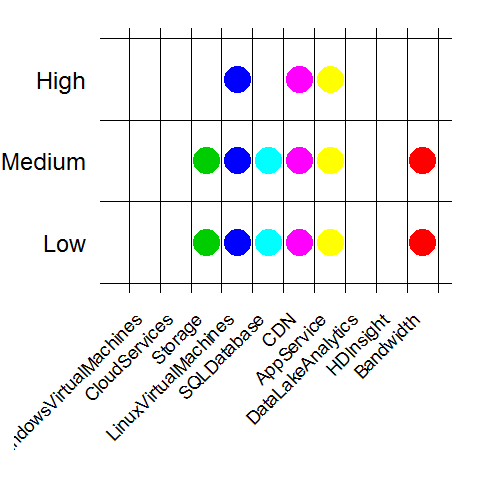 High
Medium
Low
ndowsVirtualMachines
CloudServices
Storage
LinuxVirtualMachines
SQLDatabase
CDN
AppService
DataLakeAnalytics
HDInsight
Bandwidth